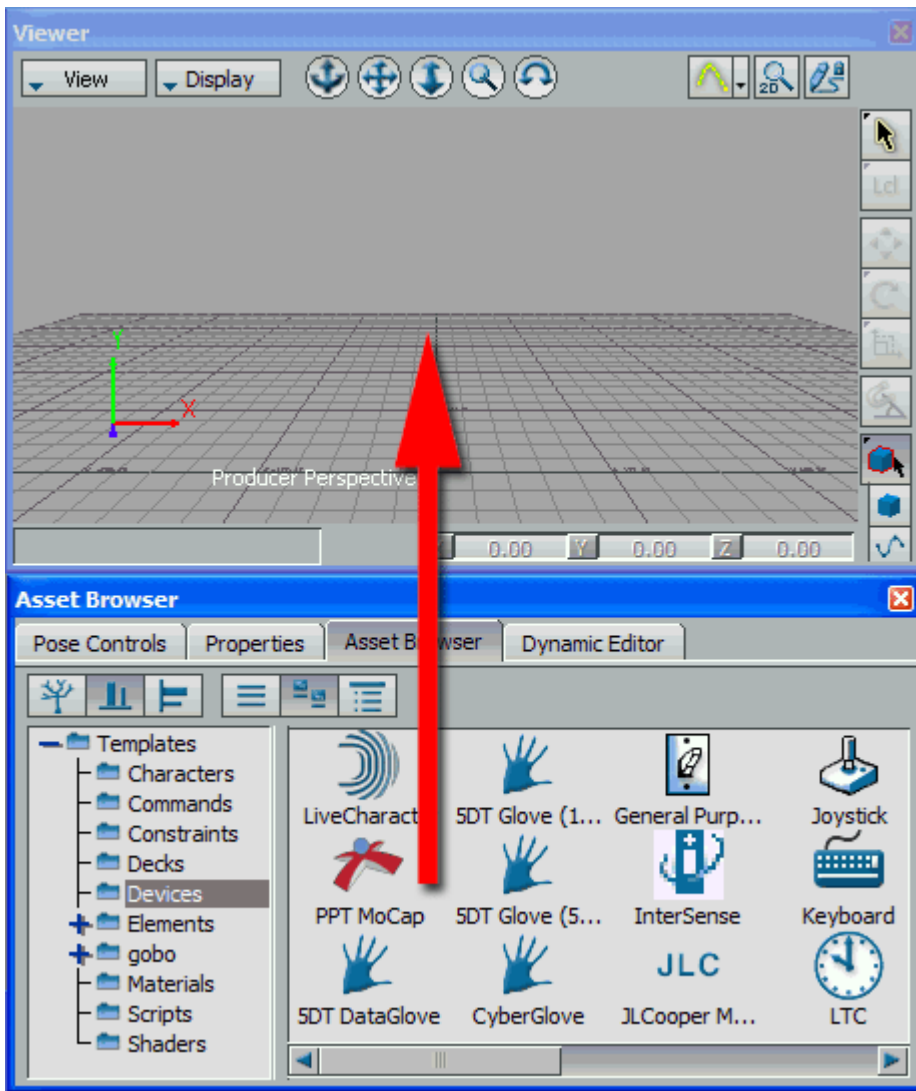 Viewer
View Display
2D
Lcl
Y
X
Producer Perspective
0.00 Y 0.00 Z 0.00
Asset Browser
Pose Controls Properties Asset Browser Dynamic Editor
Templates
Characters
Commands
Constraints
Decks
Devices
Elements
gobo
Materials
Scripts
Shaders
LiveCharact 5DT Glove (1... General Purp... Joystick
PPT MoCap 5DT Glove (5... InterSense Keyboard
JLC
5DT DataGlove CyberGlove JLCooper M... LTC